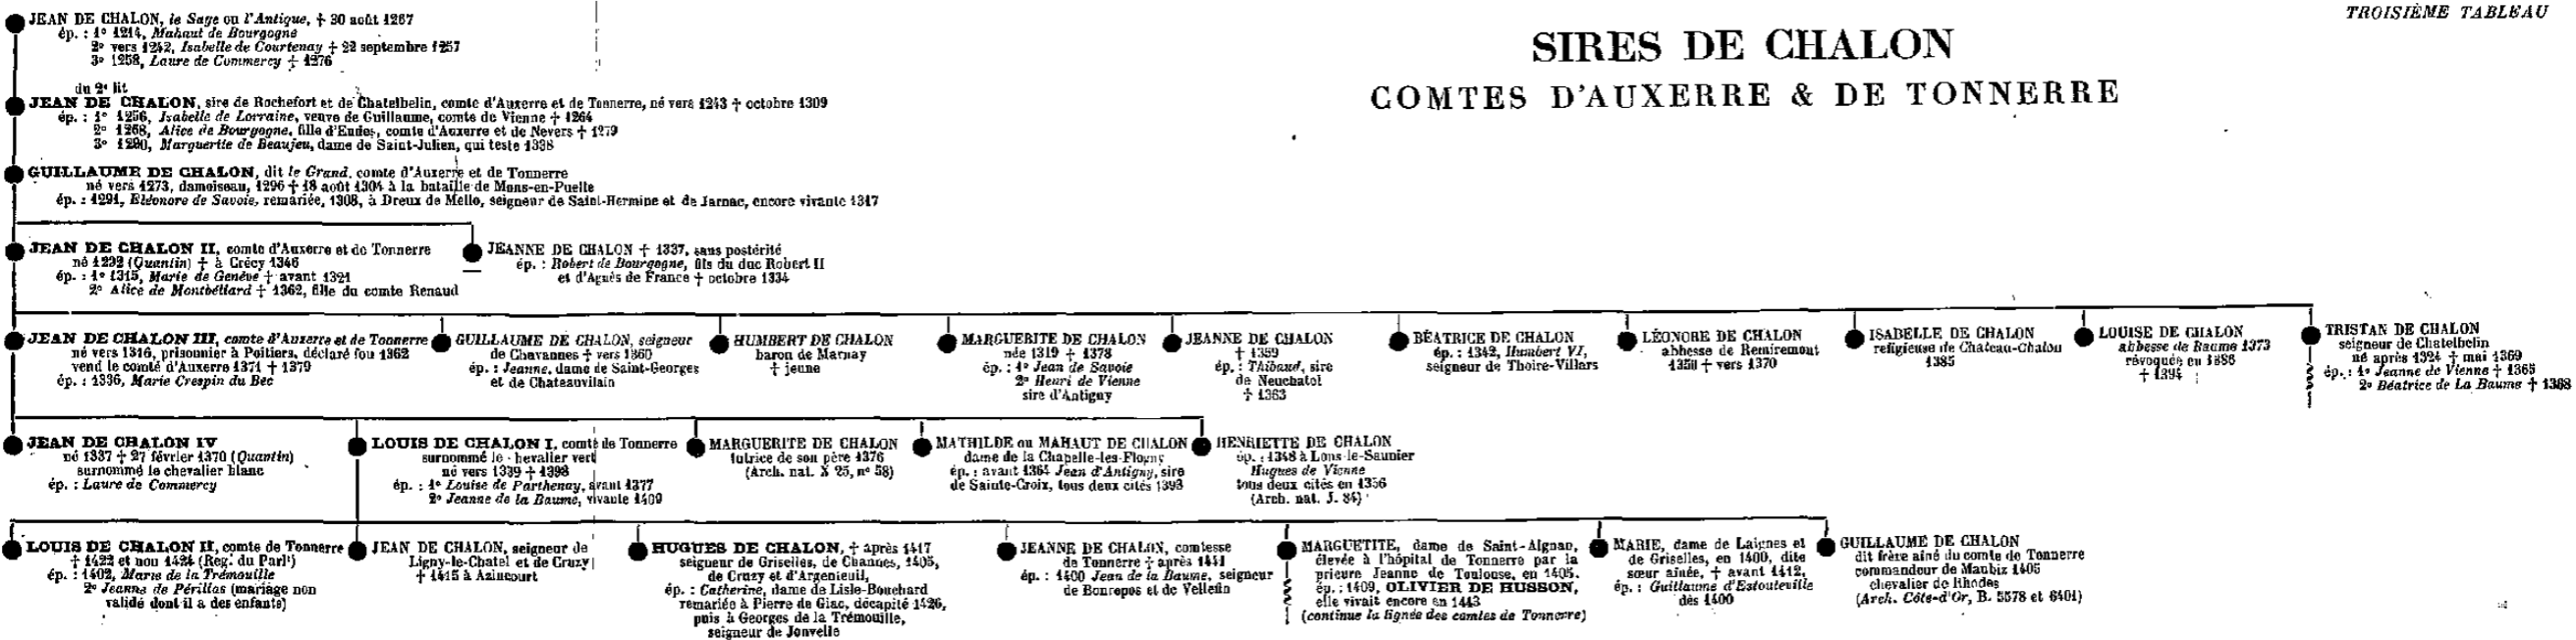 TROISIÈME TABLEAU
SIRES DE CHALON
COMTES D'AUXERRE & DE TONNERRE
JEAN DE CHALON, le Sage ou l'Antique, † 30 août 1267
ép. : 1º 1214, Mahaut de Bourgogne
2º vers 1242, Isabelle de Courtenay † 22 septembre 1257
3º 1258, Laure de Commercy † 1276
du 2e lit
JEAN DE CHALON, sire de Rochefort et de Chatelbelin, comte d'Auxerre et de Tonnerre, né vers 1243 † octobre 1309
ép. : 1º 1256, Isabelle de Lorraine, veuve de Guillaume, comte de Vienne † 1264
2º 1268, Alice de Bourgogne, fille d'Eudes, comte d'Auxerre et de Nevers † 1279
3º 1290, Marguerite de Beaujeu, dame de Saint-Julien, qui teste 1338
GUILLAUME DE CHALON, dit le Grand, comte d'Auxerre et de Tonnerre
né vers 1273, damoiseau, 1296 † 18 août 1304 à la bataille de Mons-en-Puelle
ép. : 1291, Eléonore de Savoie, remariée, 1308, à Dreux de Mello, seigneur de Saint-Hermine et de Jarnac, encore vivante 1317
JEAN DE CHALON II, comte d'Auxerre et de Tonnerre
né 1292 (Quantin) † à Crécy 1346
ép. : 1º 1315, Marie de Genève † avant 1321
2º Alice de Montbéliard † 1362, fille du comte Renaud
JEANNE DE CHALON † 1337, sans postérité
ép. : Robert de Bourgogne, fils du duc Robert II
et d'Agnès de France † octobre 1334
JEAN DE CHALON III, comte d'Auxerre et de Tonnerre
né vers 1316, prisonnier à Poitiers, déclaré fou 1362
vend le comté d'Auxerre 1371 † 1379
ép. : 1336, Marie Crespin du Bec
GUILLAUME DE CHALON, seigneur
de Chavannes † vers 1360
ép. : Jeanne, dame de Saint-Georges
et de Chateauvilain
HUMBERT DE CHALON
baron de Marnay
† jeune
MARGUERITE DE CHALON
née 1319 † 1378
ép. : 1º Jean de Savoie
2º Henri de Vienne
sire d'Antigny
JEANNE DE CHALON
† 1359
ép. : Thibaud, sire
de Neuchatel
† 1363
BÉATRICE DE CHALON
ép. : 1342, Humbert VI,
seigneur de Thoire-Villars
LÉONORE DE CHALON
abbesse de Remiremont
1350 † vers 1370
ISABELLE DE CHALON
religieuse de Chateau-Chalon
1385
LOUISE DE CHALON
abbesse de Baume 1373
révoquée en 1386
† 1394
TRISTAN DE CHALON
seigneur de Chatelbelin
né après 1324 † mai 1369
ép. : 1º Jeanne de Vienne † 1365
2º Béatrice de La Baume † 1368
JEAN DE CHALON IV
né 1337 † 27 février 1370 (Quantin)
surnommé le chevalier blanc
ép. : Laure de Commercy
LOUIS DE CHALON I, comte de Tonnerre
surnommé le hevalier vert
né vers 1339 † 1398
ép. : 1º Louise de Parthenay, avant 1377
2º Jeanne de la Baume, vivante 1409
MARGUERITE DE CHALON
tutrice de son père 1376
(Arch. nat. X 25, nº 58)
MATHILDE ou MAHAUT DE CHALON
dame de la Chapelle-les-Flogny
ép. : avant 1364 Jean d'Antigny, sire
de Sainte-Croix, tous deux cités 1393
HENRIETTE DE CHALON
ép. : 1348 à Lons-le-Saunier
Hugues de Vienne
tous deux cités en 1356
(Arch. nat. J. 84)
LOUIS DE CHALON II, comte de Tonnerre
† 1422 et non 1424 (Reg. du Parlt)
ép. : 1402, Marie de la Trémouille
2º Jeanne de Périllas (mariage non
validé dont il a des enfants)
JEAN DE CHALON, seigneur de
Ligny-le-Chatel et de Cruzy
† 1415 à Azincourt
HUGUES DE CHALON, † après 1417
seigneur de Griselles, de Channes, 1405,
de Cruzy et d'Argenteuil,
ép. : Catherine, dame de Lisle-Bouchard
remariée à Pierre de Giac, décapité 1426,
puis à Georges de la Trémouille,
seigneur de Jonvelle
JEANNE DE CHALON, comtesse
de Tonnerre † après 1441
ép. : 1400 Jean de la Baume, seigneur
de Bonrepos et de Vellefin
MARGUETITE, dame de Saint-Aignan,
élevée à l'hôpital de Tonnerre par la
prieure Jeanne de Toulouse, en 1405.
ép. : 1409, OLIVIER DE HUSSON,
elle vivait encore en 1443
(continue la lignée des comtes de Tonnerre)
MARIE, dame de Laignes et
de Griselles, en 1400, dite
sœur ainée, † avant 1412,
ép. : Guillaume d'Estouteville
dès 1400
GUILLAUME DE CHALON
dit frère ainé du comte de Tonnerre
commandeur de Maubiz 1405
chevalier de Rhodes
(Arch. Côte-d'Or, B. 5578 et 6401)